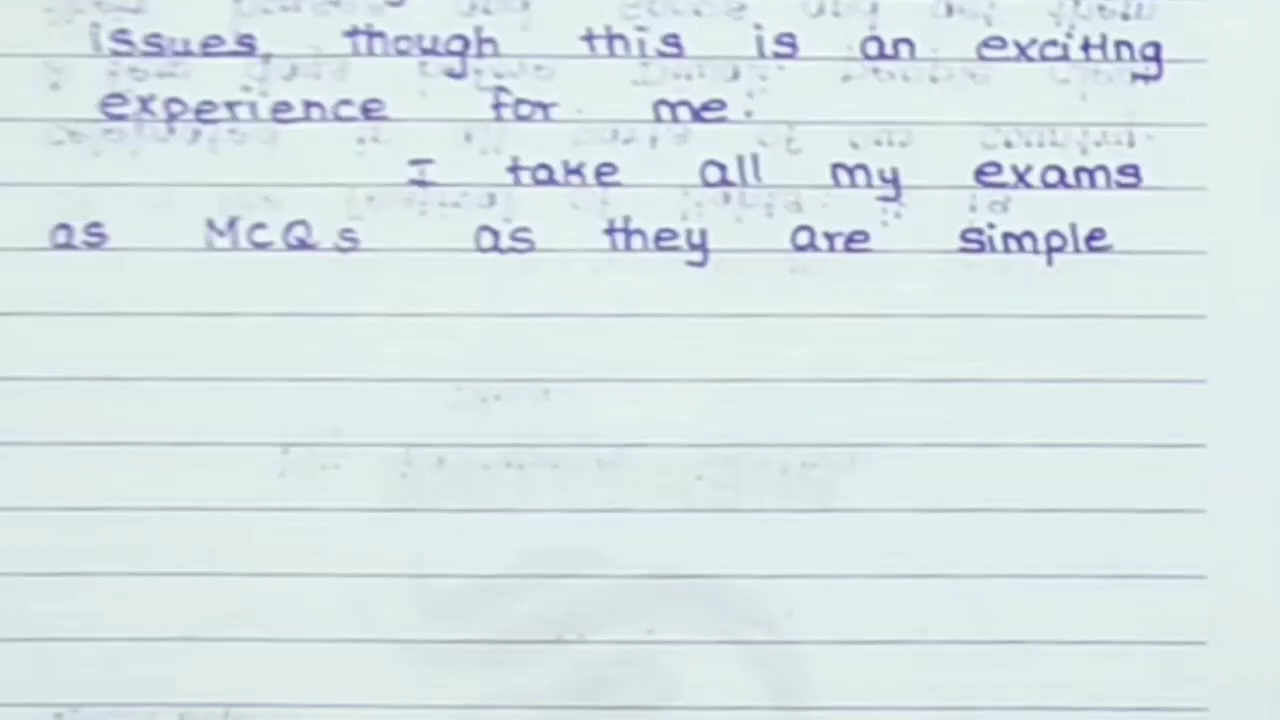 issues, though this is an exciting
experience for me.
I take all my exams
as McQs as they are simple